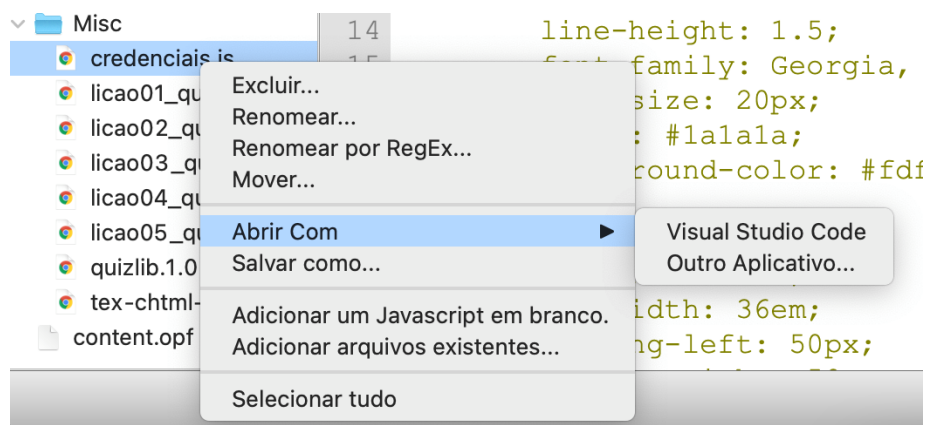 Misc
credenciais.js
licao01_qu
licao02_qu
licao03_qu
licao04_qu
licao05_qu
quizlib.1.0
tex-chtml-
content.opf
14
15
line-height: 1.5;
font-family: Georgia,
size: 20px;
: #1a1a1a;
round-color: #fdf
idth: 36em;
ng-left: 50px;
Excluir...
Renomear...
Renomear por RegEx...
Mover...
Abrir Com
Salvar como...
Adicionar um Javascript em branco.
Adicionar arquivos existentes...
Selecionar tudo
Visual Studio Code
Outro Aplicativo...